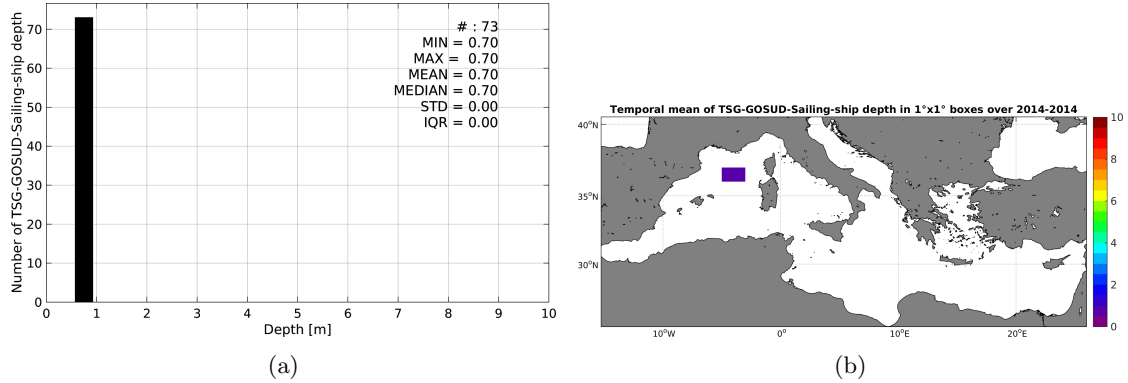 Number of TSG-GOSUD-Sailing-ship depth
70
60
50
40
30
20
10
0
# : 73
MIN = 0.70
MAX = 0.70
MEAN = 0.70
MEDIAN = 0.70
STD = 0.00
IQR = 0.00
0 1 2 3 4 5 6 7 8 9 10
Depth [m]
(a)
Temporal mean of TSG-GOSUD-Sailing-ship depth in 1°x1° boxes over 2014-2014
40°N
35°N
30°N
10°W 0° 10°E 20°E
10
8
6
4
2
0
(b)